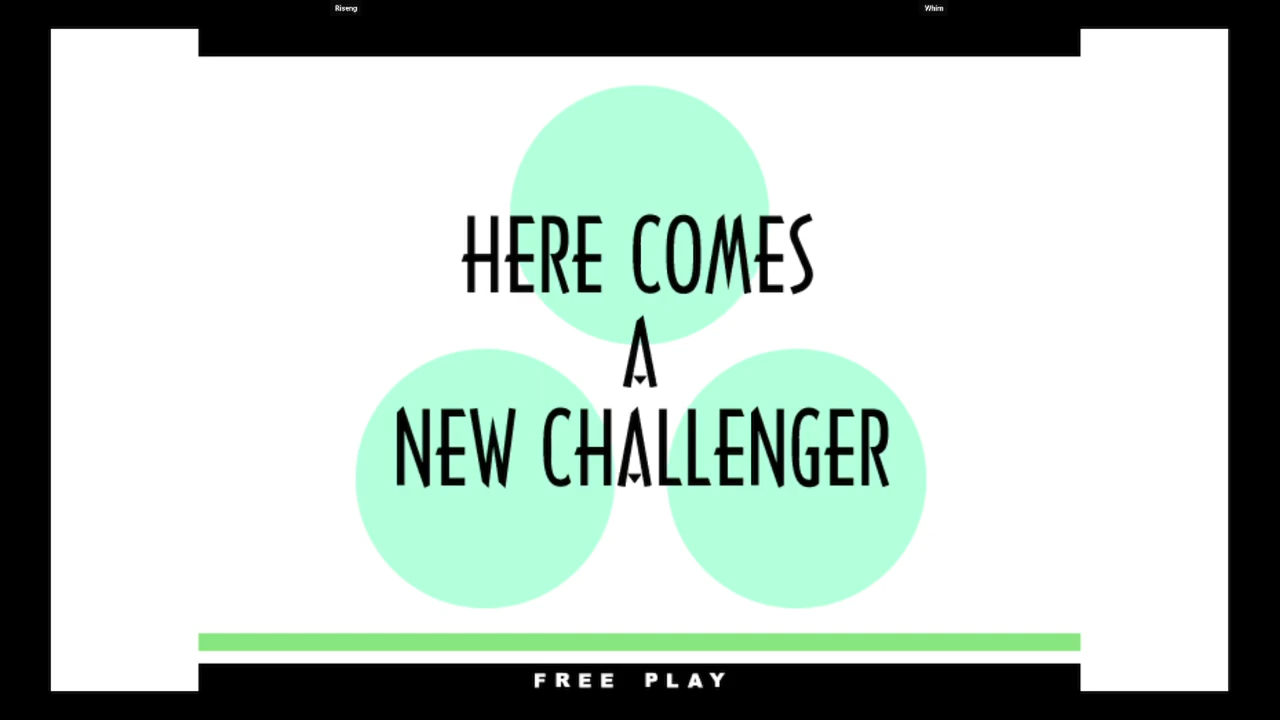 Riseng
Whim
HERE COMES
A
NEW CHALLENGER
FREE PLAY